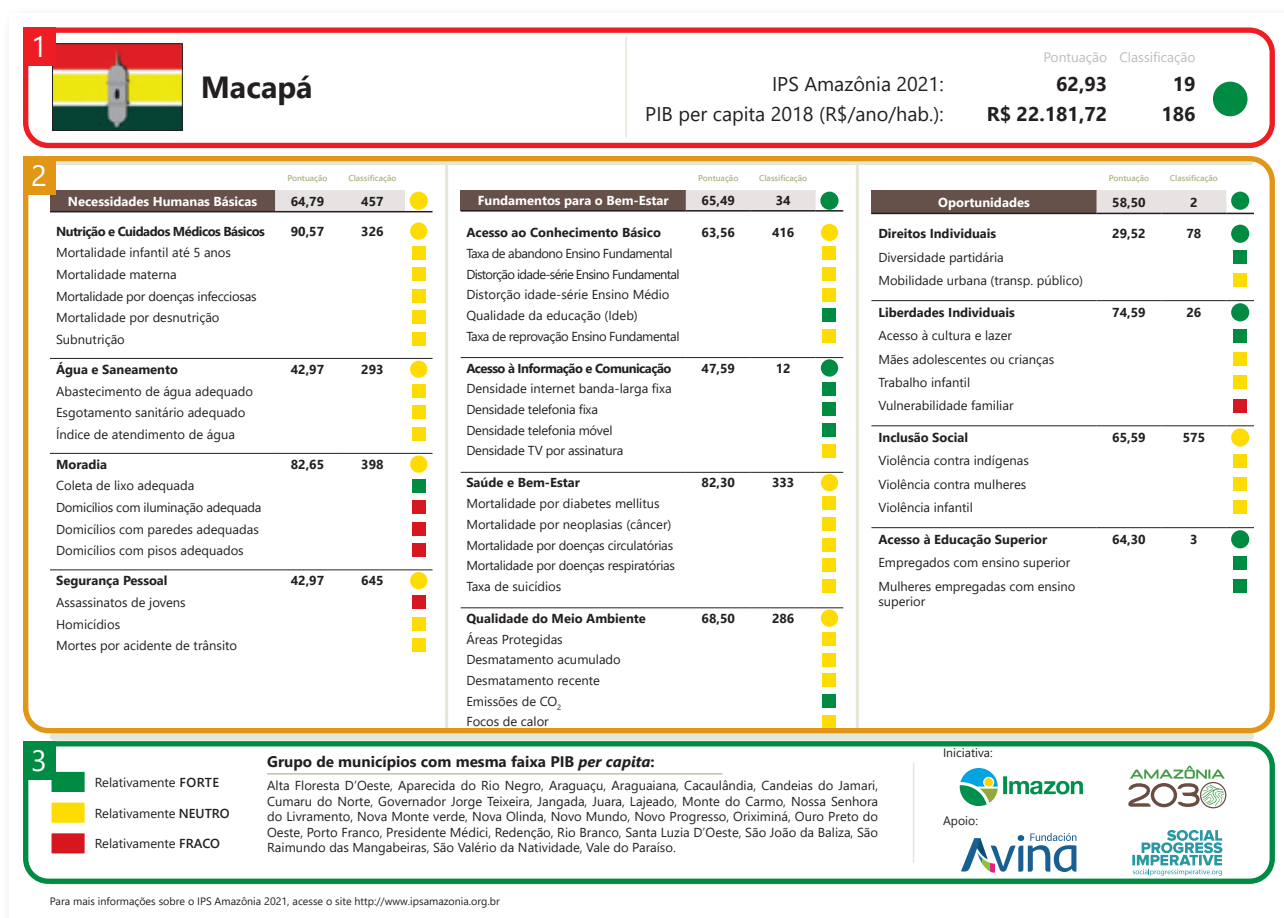 1
Macapá
Pontuação Classificação
IPS Amazônia 2021: 62,93 19
PIB per capita 2018 (R$/ano/hab.): R$ 22.181,72 186
2
Pontuação Classificação
Necessidades Humanas Básicas 64,79 457
Nutrição e Cuidados Médicos Básicos 90,57 326
Mortalidade infantil até 5 anos
Mortalidade materna
Mortalidade por doenças infecciosas
Mortalidade por desnutrição
Subnutrição
Água e Saneamento 42,97 293
Abastecimento de água adequado
Esgotamento sanitário adequado
Índice de atendimento de água
Moradia 82,65 398
Coleta de lixo adequada
Domicílios com iluminação adequada
Domicílios com paredes adequadas
Domicílios com pisos adequados
Segurança Pessoal 42,97 645
Assassinatos de jovens
Homicídios
Mortes por acidente de trânsito
Pontuação Classificação
Fundamentos para o Bem-Estar 65,49 34
Acesso ao Conhecimento Básico 63,56 416
Taxa de abandono Ensino Fundamental
Distorção idade-série Ensino Fundamental
Distorção idade-série Ensino Médio
Qualidade da educação (Ideb)
Taxa de reprovação Ensino Fundamental
Acesso à Informação e Comunicação 47,59 12
Densidade internet banda-larga fixa
Densidade telefonia fixa
Densidade telefonia móvel
Densidade TV por assinatura
Saúde e Bem-Estar 82,30 333
Mortalidade por diabetes mellitus
Mortalidade por neoplasias (câncer)
Mortalidade por doenças circulatórias
Mortalidade por doenças respiratórias
Taxa de suicídios
Qualidade do Meio Ambiente 68,50 286
Áreas Protegidas
Desmatamento acumulado
Desmatamento recente
Emissões de CO₂
Focos de calor
Pontuação Classificação
Oportunidades 58,50 2
Direitos Individuais 29,52 78
Diversidade partidária
Mobilidade urbana (transp. público)
Liberdades Individuais 74,59 26
Acesso à cultura e lazer
Mães adolescentes ou crianças
Trabalho infantil
Vulnerabilidade familiar
Inclusão Social 65,59 575
Violência contra indígenas
Violência contra mulheres
Violência infantil
Acesso à Educação Superior 64,30 3
Empregados com ensino superior
Mulheres empregadas com ensino
superior
3
Relativamente FORTE
Relativamente NEUTRO
Relativamente FRACO
Grupo de municípios com mesma faixa PIB per capita:
Alta Floresta D’Oeste, Aparecida do Rio Negro, Araguaçu, Araguaiana, Cacaulândia, Candeias do Jamari,
Cumaru do Norte, Governador Jorge Teixeira, Jangada, Juara, Lajeado, Monte do Carmo, Nossa Senhora
do Livramento, Nova Monte verde, Nova Olinda, Novo Mundo, Novo Progresso, Oriximiná, Ouro Preto do
Oeste, Porto Franco, Presidente Médici, Redenção, Rio Branco, Santa Luzia D’Oeste, São João da Baliza, São
Raimundo das Mangabeiras, São Valério da Natividade, Vale do Paraíso.
Iniciativa:
Imazon
AMAZÔNIA
2030
Apoio:
Fundación
Avina
SOCIAL
PROGRESS
IMPERATIVE
socialprogressimperative.org
Para mais informações sobre o IPS Amazônia 2021, acesse o site http://www.ipsamazonia.org.br